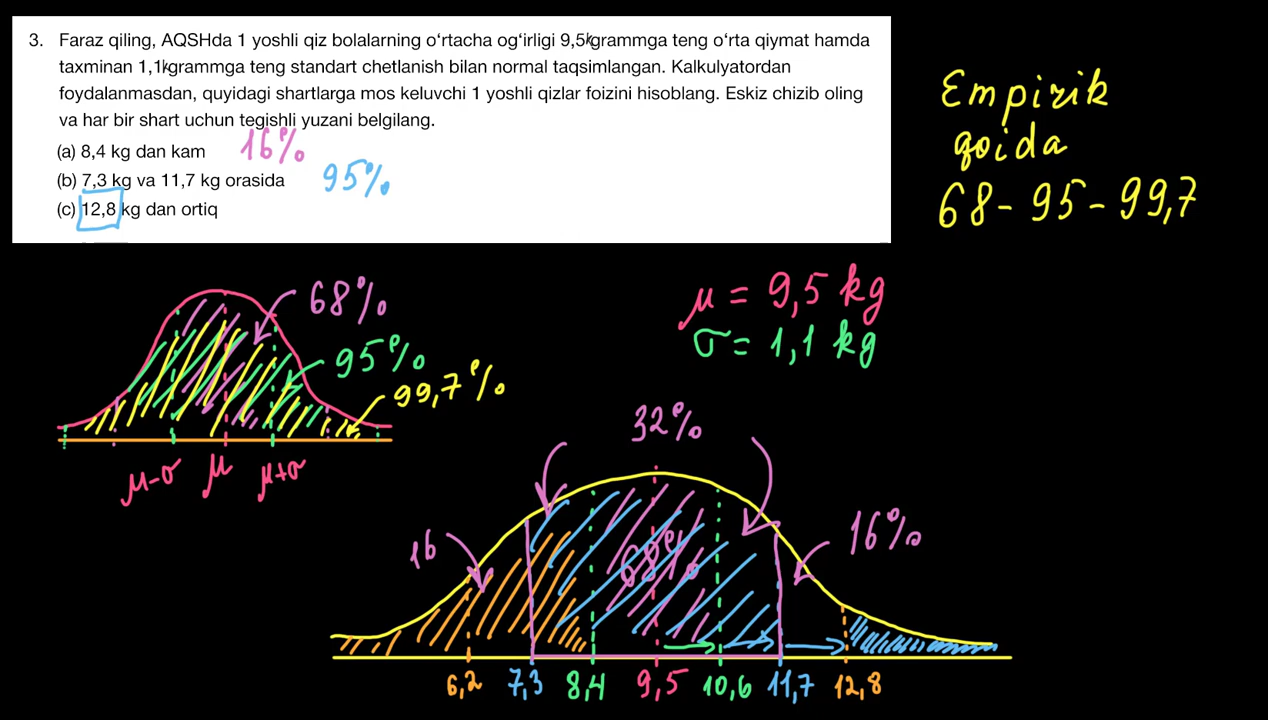 3. Faraz qiling, AQSHda 1 yoshli qiz bolalarning o‘rtacha og‘irligi 9,5kgrammga teng o‘rta qiymat hamda
taxminan 1,1kgrammga teng standart chetlanish bilan normal taqsimlangan. Kalkulyatordan
foydalanmasdan, quyidagi shartlarga mos keluvchi 1 yoshli qizlar foizini hisoblang. Eskiz chizib oling
va har bir shart uchun tegishli yuzani belgilang.
(a) 8,4 kg dan kam 16%
(b) 7,3 kg va 11,7 kg orasida 95%
(c) 12,8 kg dan ortiq
Empirik
qoida
68-95-99,7
μ = 9,5 kg
σ = 1,1 kg
68%
95%
99,7%
μ-σ μ μ+σ
32%
16
16%
68%
6,2 7,3 8,4 9,5 10,6 11,7 12,8